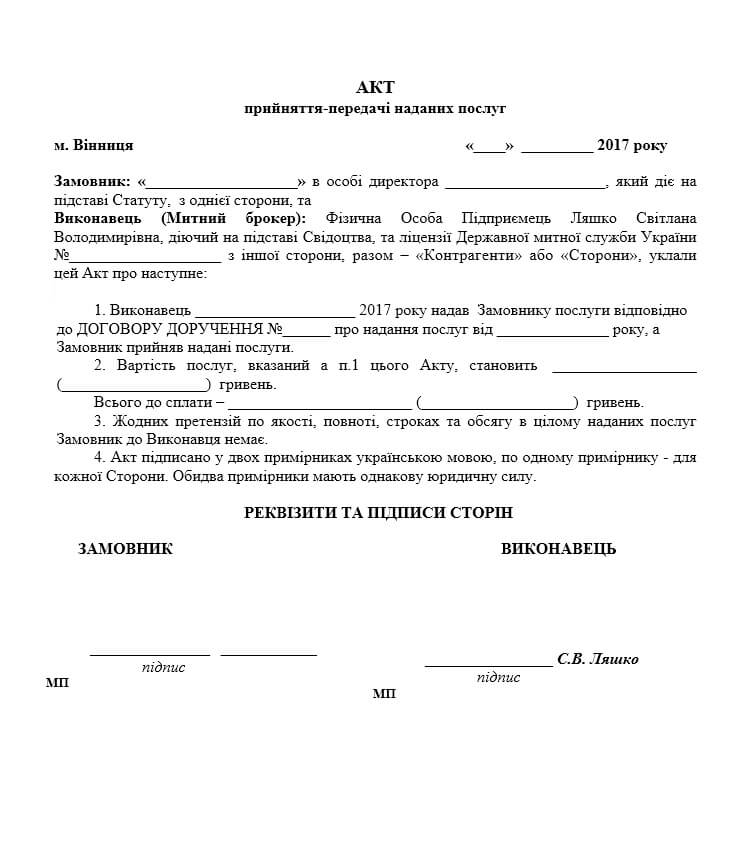 АКТ
прийняття-передачі наданих послуг
м. Вінниця «____» _________ 2017 року
Замовник: «___________________» в особі директора ____________________, який діє на
підставі Статуту, з однієї сторони, та
Виконавець (Митний брокер): Фізична Особа Підприємець Ляшко Світлана
Володимирівна, діючий на підставі Свідоцтва, та ліцензії Державної митної служби України
№___________________ з іншої сторони, разом – «Контрагенти» або «Сторони», уклали
цей Акт про наступне:
1. Виконавець ____________________ 2017 року надав Замовнику послуги відповідно
до ДОГОВОРУ ДОРУЧЕННЯ №______ про надання послуг від ______________ року, а
Замовник прийняв надані послуги.
2. Вартість послуг, вказаний а п.1 цього Акту, становить __________________
(__________________) гривень.
Всього до сплати – _______________________ (___________________) гривень.
3. Жодних претензій по якості, повноті, строках та обсягу в цілому наданих послуг
Замовник до Виконавця немає.
4. Акт підписано у двох примірниках українською мовою, по одному примірнику - для
кожної Сторони. Обидва примірники мають однакову юридичну силу.
РЕКВІЗИТИ ТА ПІДПИСИ СТОРІН
ЗАМОВНИК ВИКОНАВЕЦЬ
_______________ ____________ ________________ С.В. Ляшко
підпис підпис
МП МП